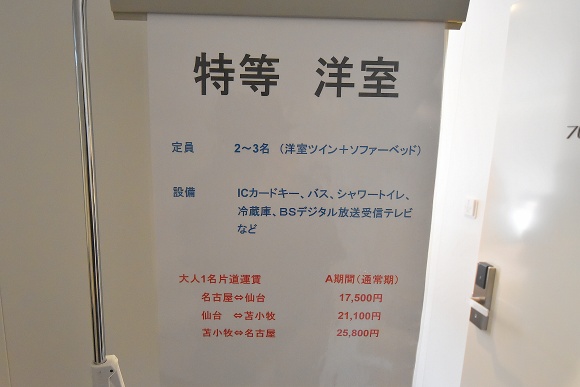 特等 洋室
定員 2～3名 (洋室ツイン＋ソファーベッド)
設備 ICカードキー、バス、シャワートイレ、
冷蔵庫、BSデジタル放送受信テレビ
など
大人1名片道運賃 A期間(通常期)
名古屋⇔仙台 17,500円
仙台 ⇔苫小牧 21,100円
苫小牧⇔名古屋 25,800円